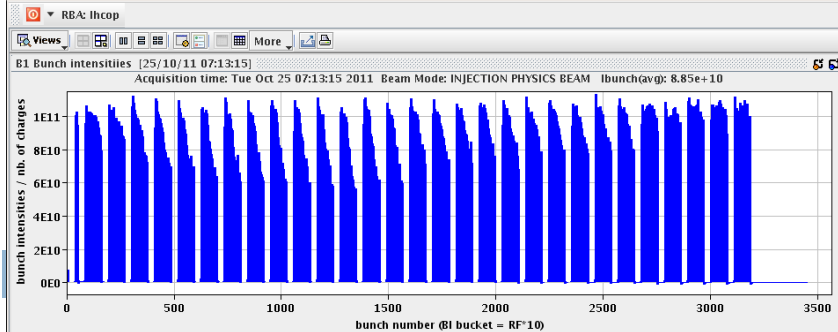 RBA: lhcop
Views More
B1 Bunch intensitiies [25/10/11 07:13:15]
Acquisition time: Tue Oct 25 07:13:15 2011 Beam Mode: INJECTION PHYSICS BEAM Ibunch(avg): 8.85e+10
bunch intensities / nb. of charges
1E11
8E10
6E10
4E10
2E10
0E0
0 500 1000 1500 2000 2500 3000 3500
bunch number (BI bucket = RF*10)